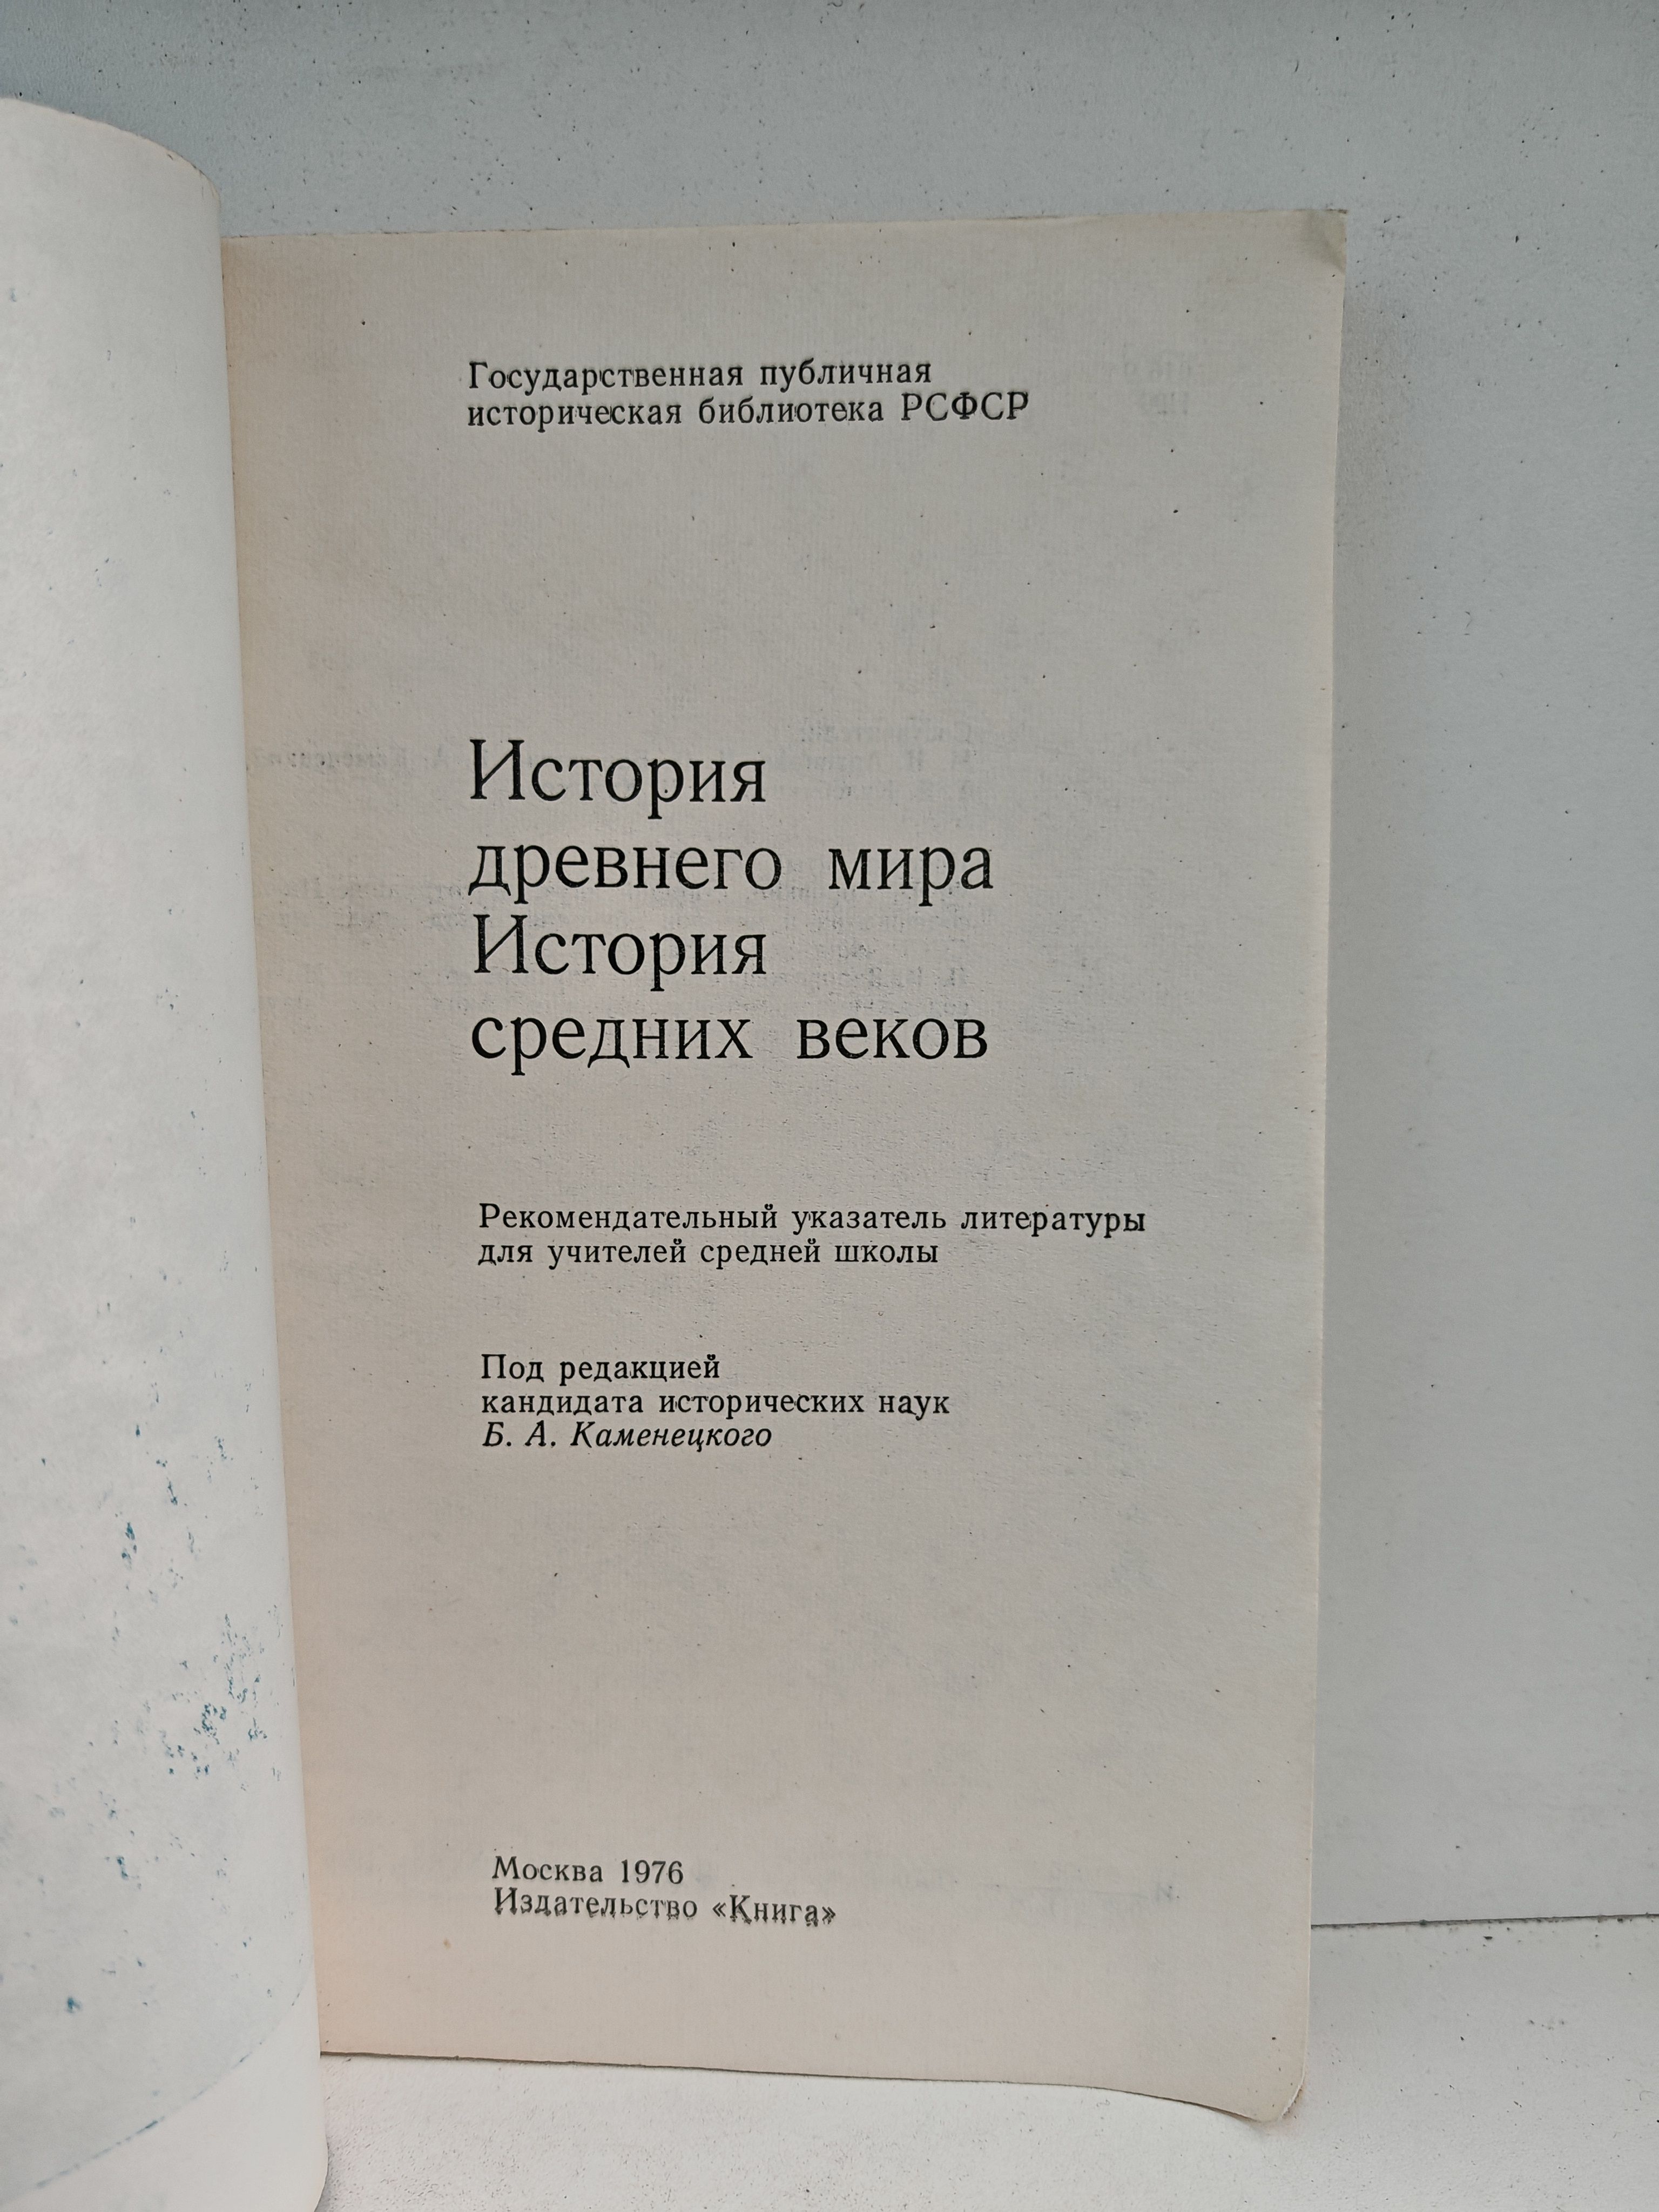 Государственная публичная
историческая библиотека РСФСР
История
древнего мира
История
средних веков
Рекомендательный указатель литературы
для учителей средней школы
Под редакцией
кандидата исторических наук
Б. А. Каменецкого
Москва 1976
Издательство «Книга»